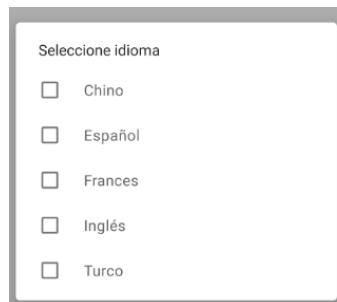 Seleccione idioma
Chino
Español
Frances
Inglés
Turco